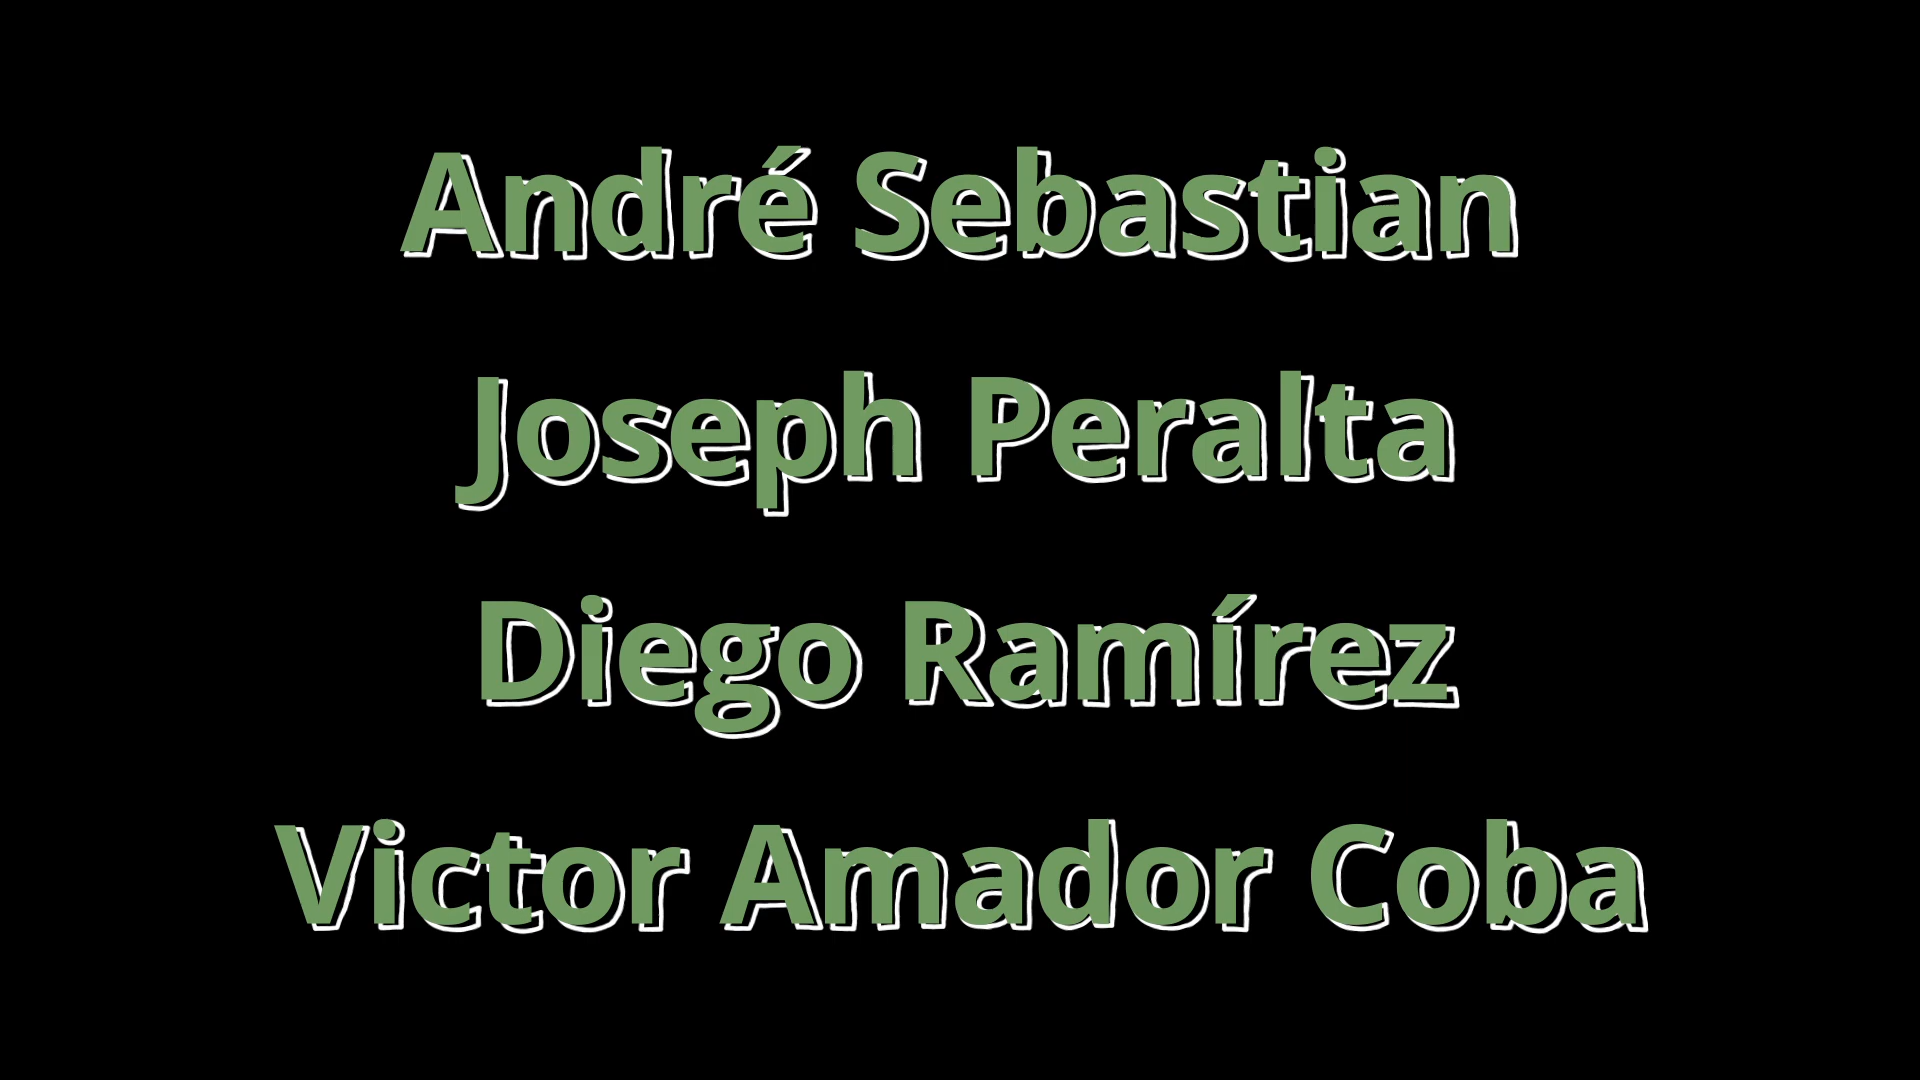 André Sebastian
Joseph Peralta
Diego Ramírez
Victor Amador Coba